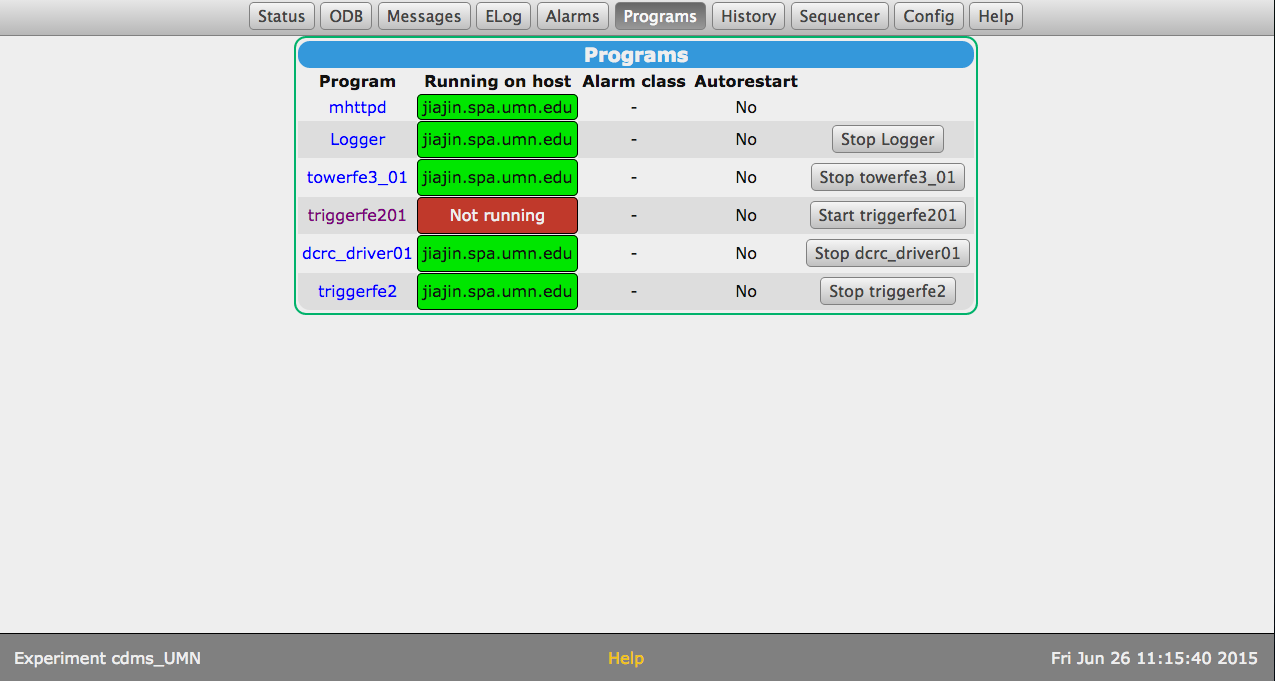 Status ODB Messages ELog Alarms Programs History Sequencer Config Help
Programs
Program Running on host Alarm class Autorestart
mhttpd jiajin.spa.umn.edu - No
Logger jiajin.spa.umn.edu - No Stop Logger
towerfe3_01 jiajin.spa.umn.edu - No Stop towerfe3_01
triggerfe201 Not running - No Start triggerfe201
dcrc_driver01 jiajin.spa.umn.edu - No Stop dcrc_driver01
triggerfe2 jiajin.spa.umn.edu - No Stop triggerfe2
Experiment cdms_UMN Help Fri Jun 26 11:15:40 2015